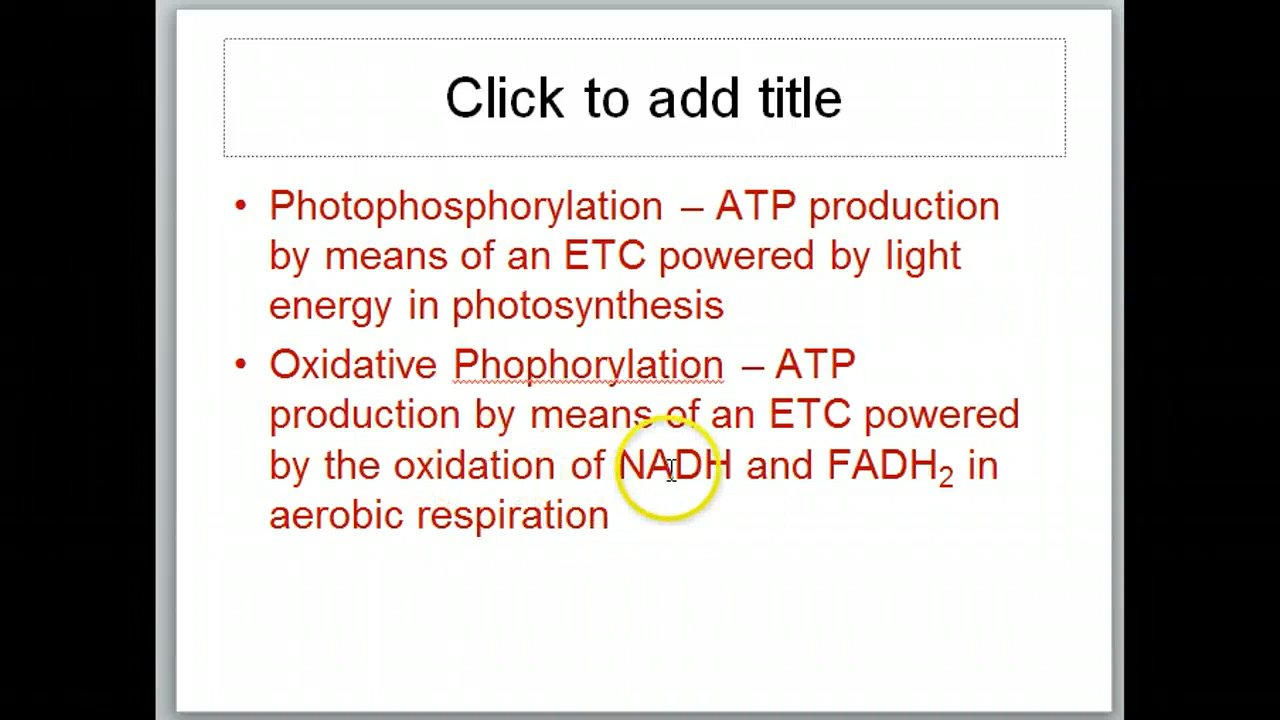 Click to add title
• Photophosphorylation – ATP production
by means of an ETC powered by light
energy in photosynthesis
• Oxidative Phophorylation – ATP
production by means of an ETC powered
by the oxidation of NADH and FADH₂ in
aerobic respiration